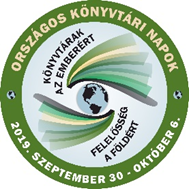 ORSZÁGOS KÖNYVTÁRI NAPOK
KÖNYVTÁRAK
AZ EMBERÉRT
FELELŐSSÉG
A FÖLDÉRT
2019. SZEPTEMBER 30 - OKTÓBER 6.